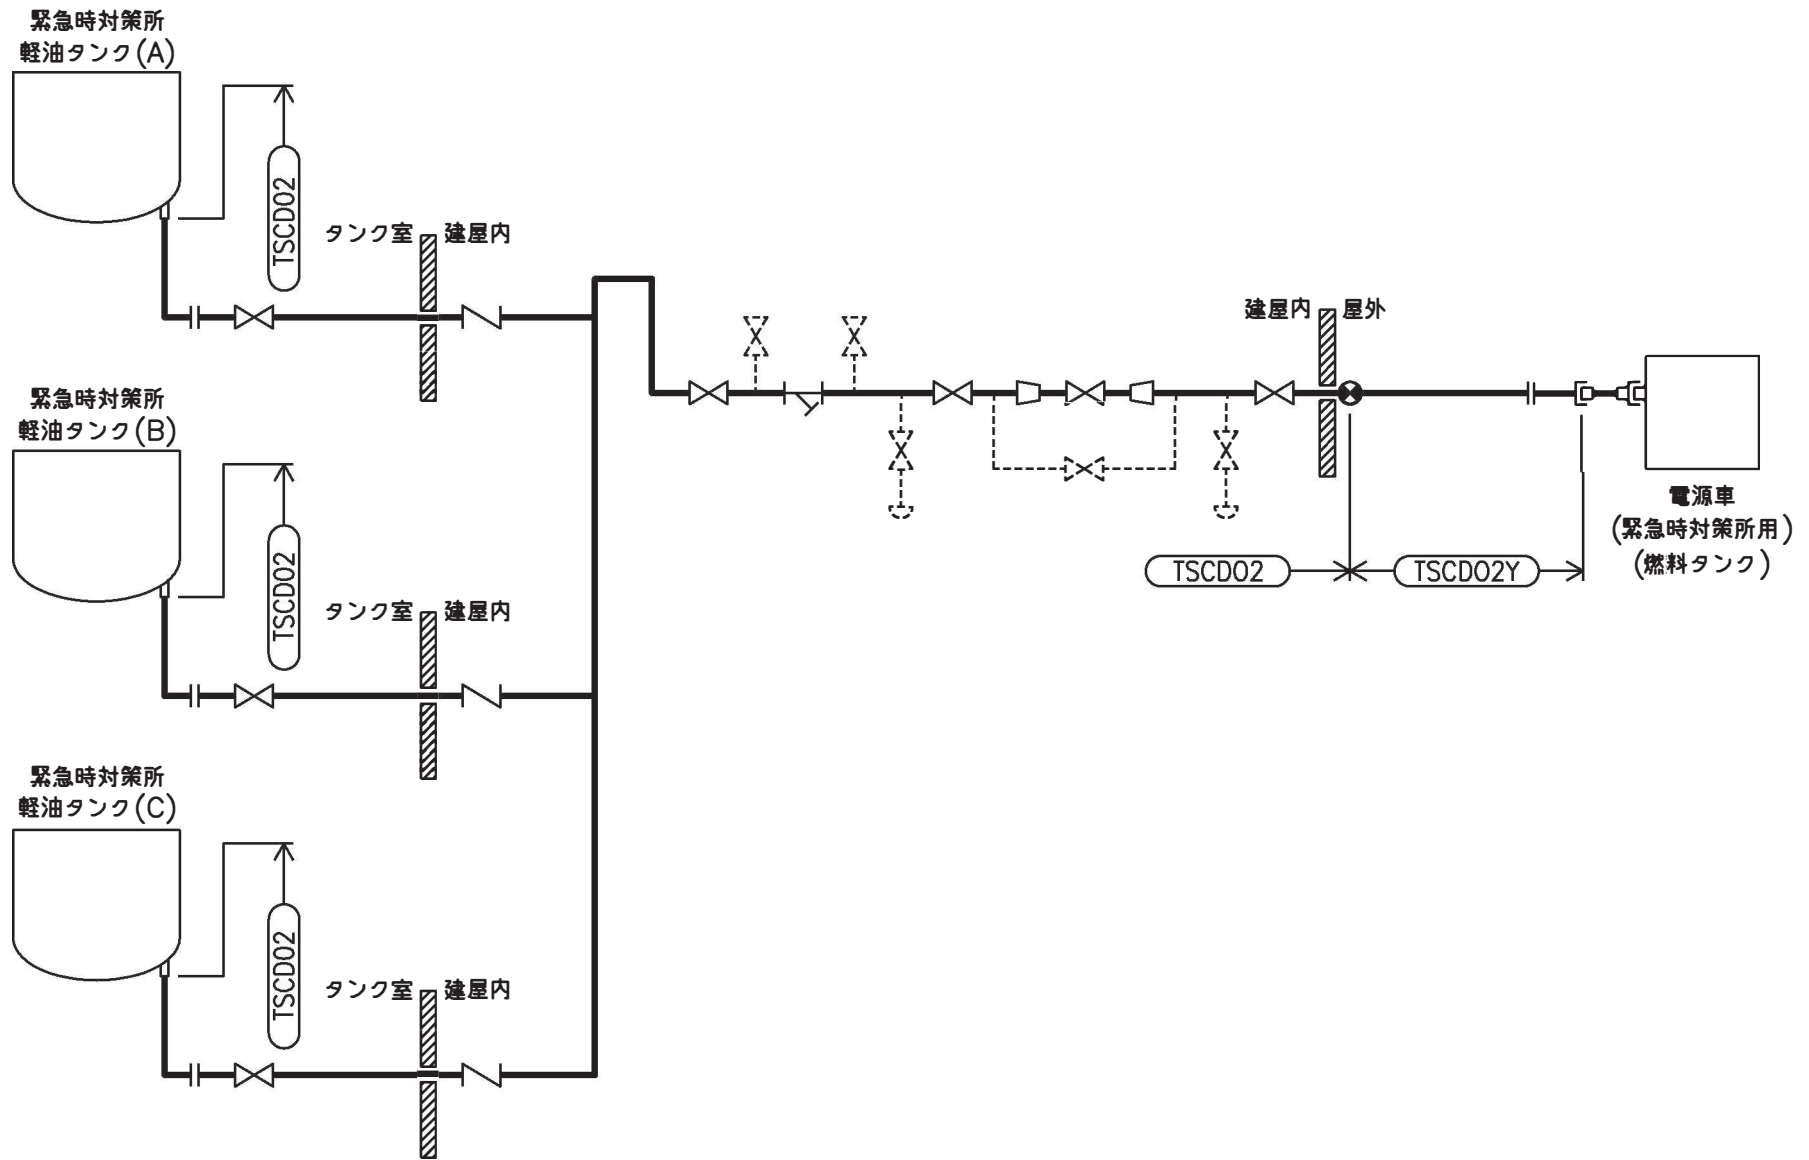 緊急時対策所
軽油タンク(A)
TSCD02
タンク室
建屋内
建屋内
屋外
緊急時対策所
軽油タンク(B)
TSCD02
タンク室
建屋内
電源車
(緊急時対策所用)
(燃料タンク)
TSCD02
TSCD02Y
緊急時対策所
軽油タンク(C)
TSCD02
タンク室
建屋内